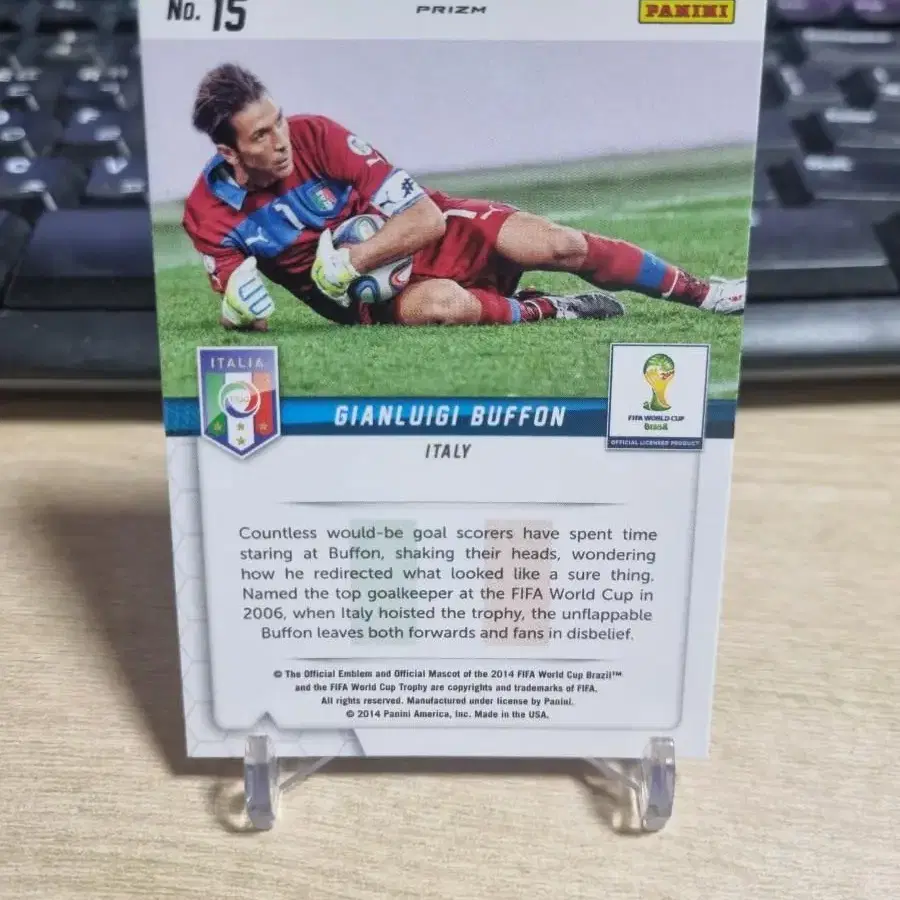 No. 15
PRIZM
PANINI
1
ITALIA
FIGC
GIANLUIGI BUFFON
FIFA WORLD CUP
Brasil
OFFICIAL LICENSED PRODUCT
ITALY
Countless would-be goal scorers have spent time
staring at Buffon, shaking their heads, wondering
how he redirected what looked like a sure thing.
Named the top goalkeeper at the FIFA World Cup in
2006, when Italy hoisted the trophy, the unflappable
Buffon leaves both forwards and fans in disbelief.
© The Official Emblem and Official Mascot of the 2014 FIFA World Cup Brazil™
and the FIFA World Cup Trophy are copyrights and trademarks of FIFA.
All rights reserved. Manufactured under license by Panini.
© 2014 Panini America, Inc. Made in the USA.